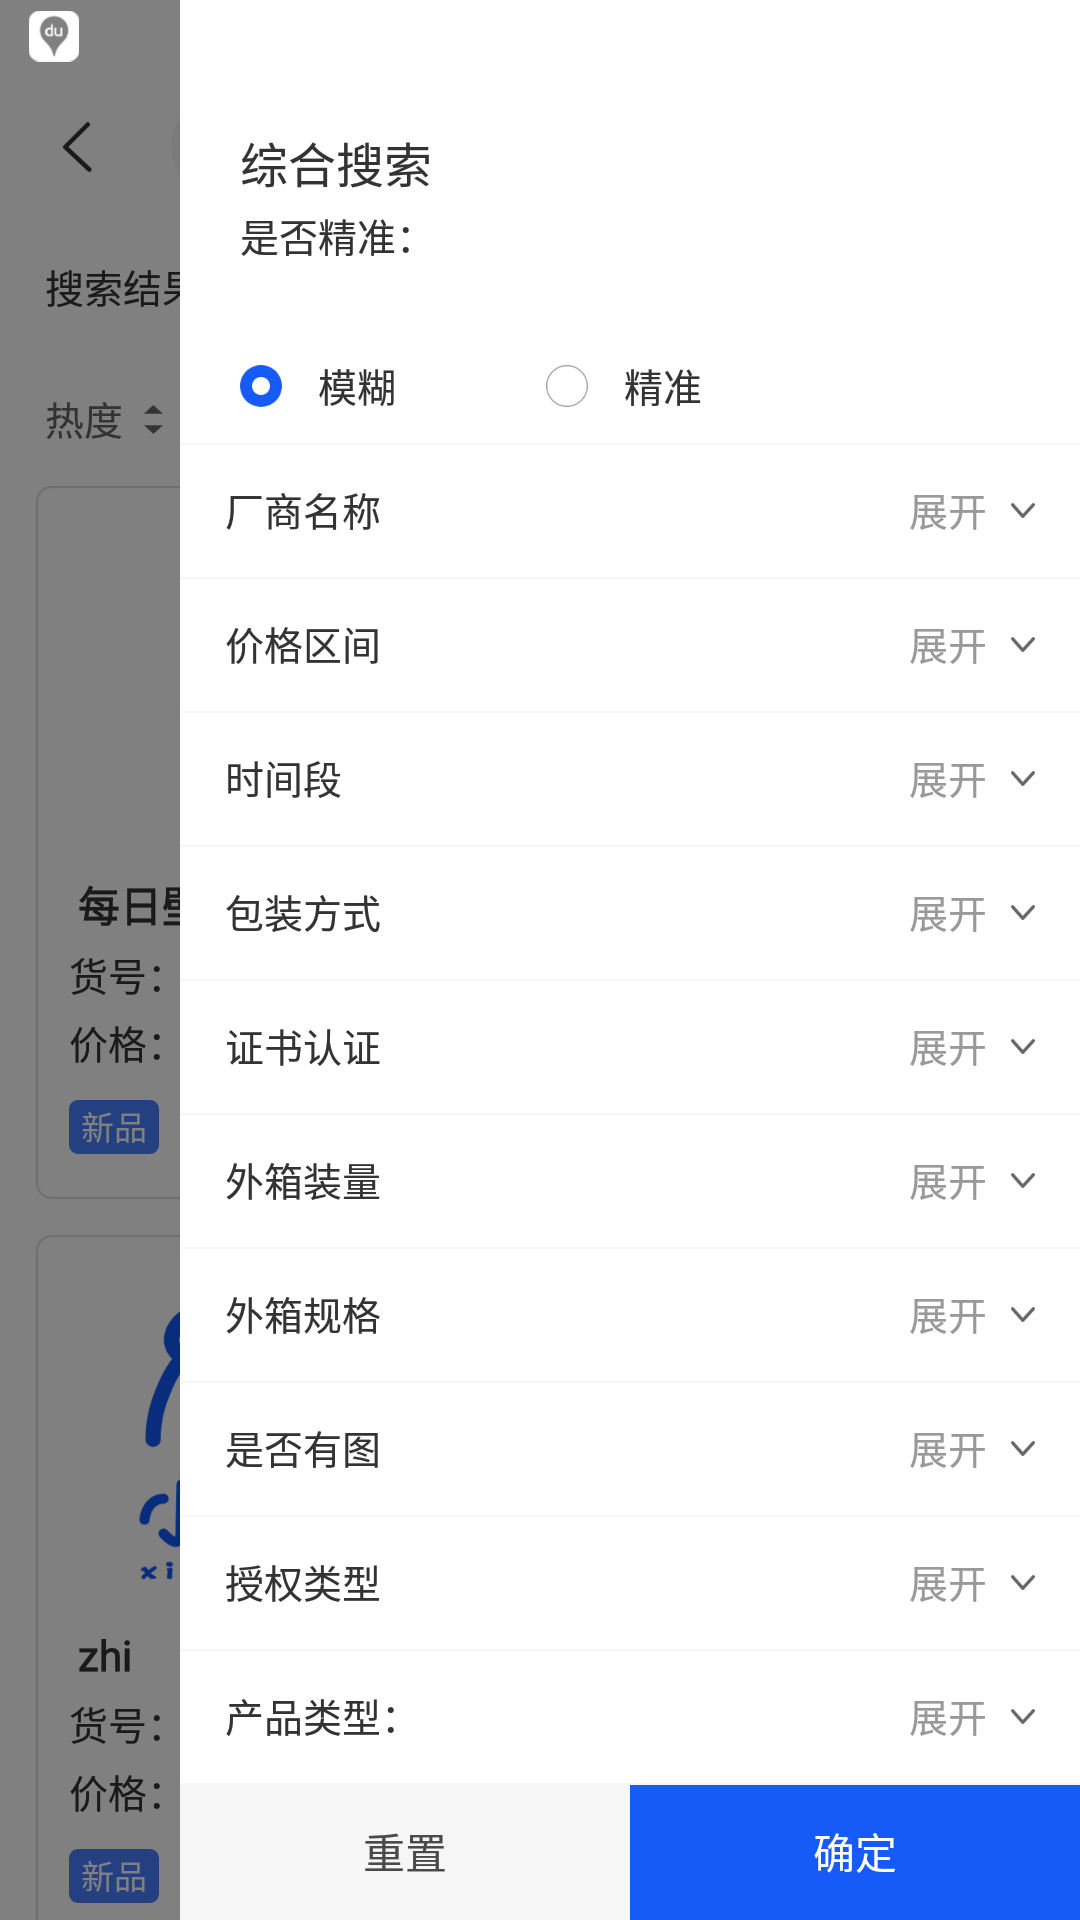 du
综合搜索
是否精准：
搜索结
模糊
精准
热度
厂商名称
展开
价格区间
展开
时间段
展开
每日
包装方式
展开
货号：
价格：
证书认证
展开
新品
外箱装量
展开
外箱规格
展开
是否有图
展开
xi
授权类型
展开
zhi
货号：
产品类型：
展开
价格：
重置
确定
新品